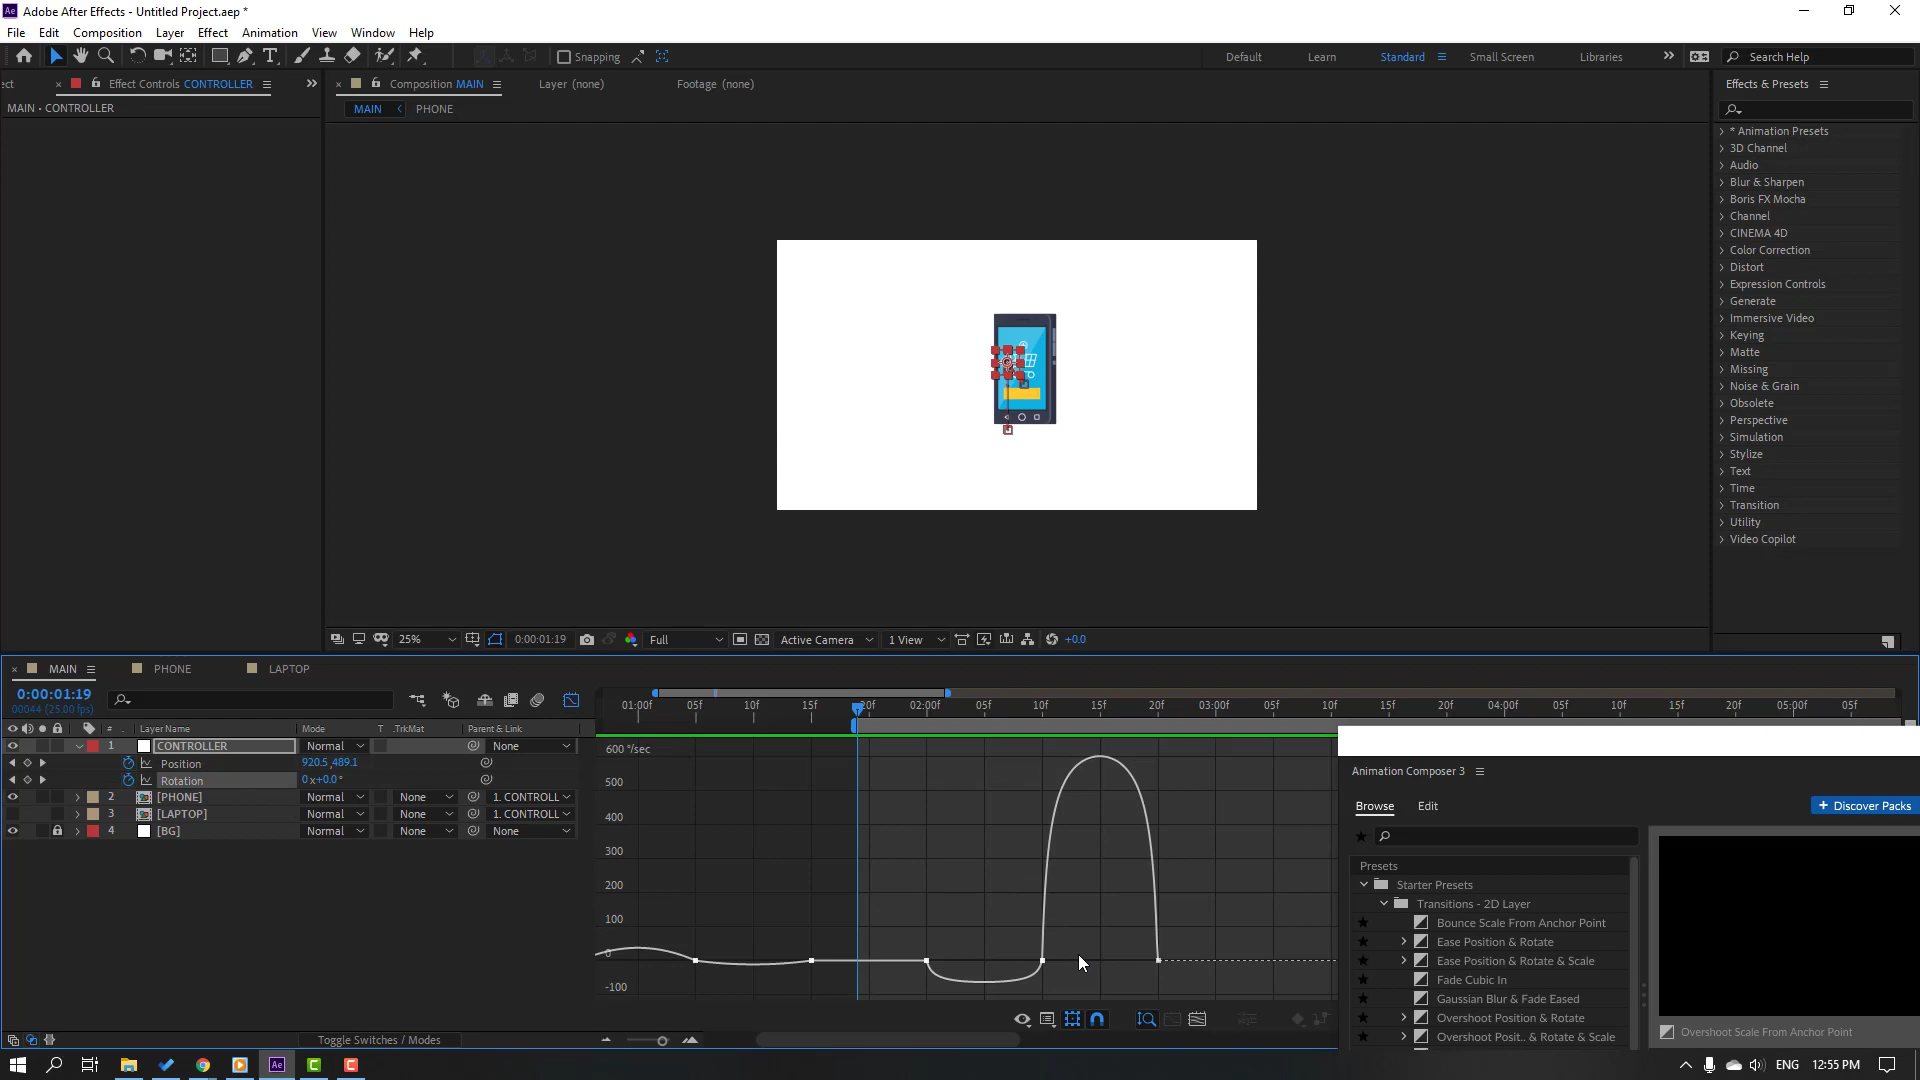 Adobe After Effects - Untitled Project.aep *
File Edit Composition Layer Effect Animation View Window Help
Snapping Default Learn Standard Small Screen Libraries Search Help
ect Effect Controls CONTROLLER Composition MAIN Layer (none) Footage (none) Effects & Presets
MAIN • CONTROLLER MAIN PHONE
* Animation Presets
3D Channel
Audio
Blur & Sharpen
Boris FX Mocha
Channel
CINEMA 4D
Color Correction
Distort
Expression Controls
Generate
Immersive Video
Keying
Matte
Missing
Noise & Grain
Obsolete
Perspective
Simulation
Stylize
Text
Time
Transition
Utility
Video Copilot
25% 0:00:01:19 Full Active Camera 1 View +0.0
MAIN PHONE LAPTOP
0:00:01:19
00044 (25.00 fps)
01:00f 05f 10f 15f 20f 02:00f 05f 10f 15f 20f 03:00f 05f 10f 15f 20f 04:00f 05f 10f 15f 20f 05:00f 05f
# Layer Name Mode T .TrkMat Parent & Link
1 CONTROLLER Normal None
Position 920.5,489.1
Rotation 0x+0.0°
2 [PHONE] Normal None 1. CONTROLL
3 [LAPTOP] Normal None 1. CONTROLL
4 [BG] Normal None None
600 °/sec
500
400
300
200
100
0
-100
Toggle Switches / Modes
Animation Composer 3
Browse Edit + Discover Packs
Presets
Starter Presets
Transitions - 2D Layer
Bounce Scale From Anchor Point
Ease Position & Rotate
Ease Position & Rotate & Scale
Fade Cubic In
Gaussian Blur & Fade Eased
Overshoot Position & Rotate
Overshoot Posit.. & Rotate & Scale
Overshoot Scale From Anchor Point
Ae ENG 12:55 PM